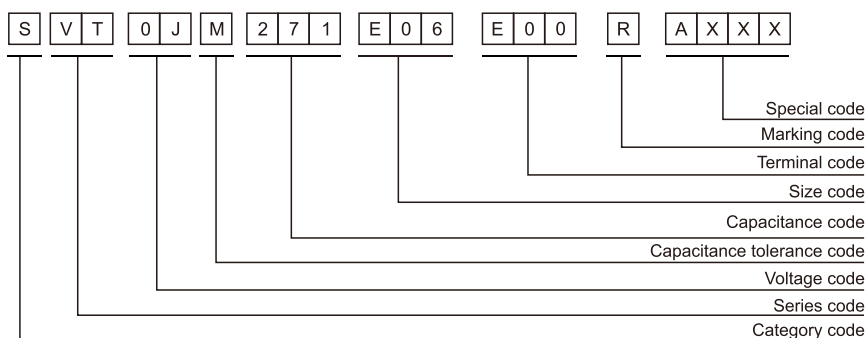 S V T 0 J M 2 7 1 E 0 6 E 0 0 R A X X X
Special code
Marking code
Terminal code
Size code
Capacitance code
Capacitance tolerance code
Voltage code
Series code
Category code